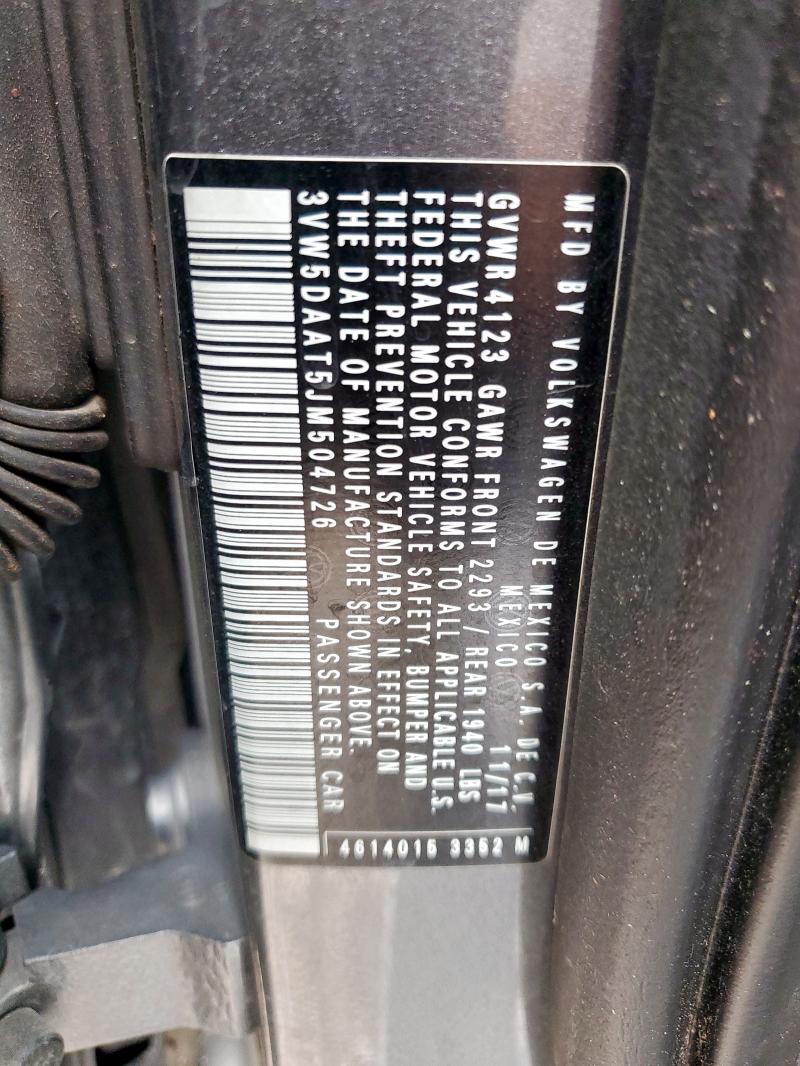 MFD BY VOLKSWAGEN DE MEXICO S.A. DE C.V.
MEXICO 11/17
GVWR 4123 GAWR FRONT 2293 / REAR 1940 LBS
THIS VEHICLE CONFORMS TO ALL APPLICABLE U.S.
FEDERAL MOTOR VEHICLE SAFETY, BUMPER AND
THEFT PREVENTION STANDARDS IN EFFECT ON
THE DATE OF MANUFACTURE SHOWN ABOVE.
3VW5DAAT5JM504726 PASSENGER CAR
4614015 3352 M